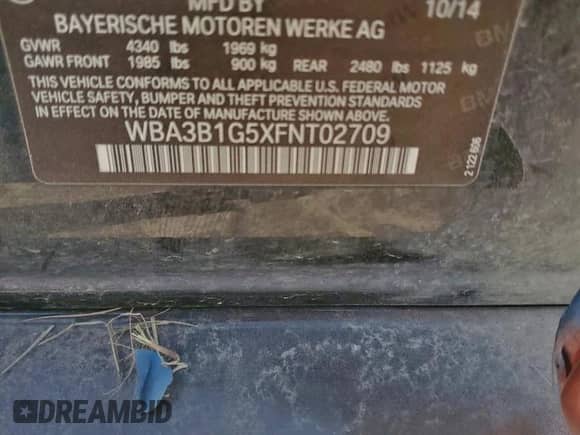 MFD BY 10/14
BAYERISCHE MOTOREN WERKE AG
GVWR 4340 lbs 1969 kg
GAWR FRONT 1985 lbs 900 kg REAR 2480 lbs 1125 kg
THIS VEHICLE CONFORMS TO ALL APPLICABLE U.S. FEDERAL MOTOR
VEHICLE SAFETY, BUMPER AND THEFT PREVENTION STANDARDS
IN EFFECT ON THE DATE OF MANUFACTURE SHOWN ABOVE.
WBA3B1G5XFNT02709
2 122 606
DREAMBID